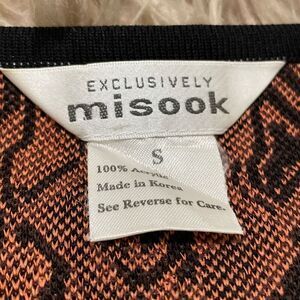 EXCLUSIVELY
misook
S
100% Acrylic
Made in Korea
See Reverse for Care.